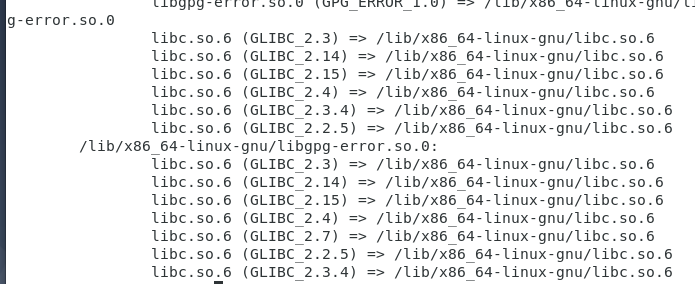 libgpg-error.so.0 (GPG_ERROR_1.0) => /lib/x86_64-linux-gnu/li
g-error.so.0
libc.so.6 (GLIBC_2.3) => /lib/x86_64-linux-gnu/libc.so.6
libc.so.6 (GLIBC_2.14) => /lib/x86_64-linux-gnu/libc.so.6
libc.so.6 (GLIBC_2.15) => /lib/x86_64-linux-gnu/libc.so.6
libc.so.6 (GLIBC_2.4) => /lib/x86_64-linux-gnu/libc.so.6
libc.so.6 (GLIBC_2.3.4) => /lib/x86_64-linux-gnu/libc.so.6
libc.so.6 (GLIBC_2.2.5) => /lib/x86_64-linux-gnu/libc.so.6
/lib/x86_64-linux-gnu/libgpg-error.so.0:
libc.so.6 (GLIBC_2.3) => /lib/x86_64-linux-gnu/libc.so.6
libc.so.6 (GLIBC_2.14) => /lib/x86_64-linux-gnu/libc.so.6
libc.so.6 (GLIBC_2.15) => /lib/x86_64-linux-gnu/libc.so.6
libc.so.6 (GLIBC_2.4) => /lib/x86_64-linux-gnu/libc.so.6
libc.so.6 (GLIBC_2.7) => /lib/x86_64-linux-gnu/libc.so.6
libc.so.6 (GLIBC_2.2.5) => /lib/x86_64-linux-gnu/libc.so.6
libc.so.6 (GLIBC_2.3.4) => /lib/x86_64-linux-gnu/libc.so.6